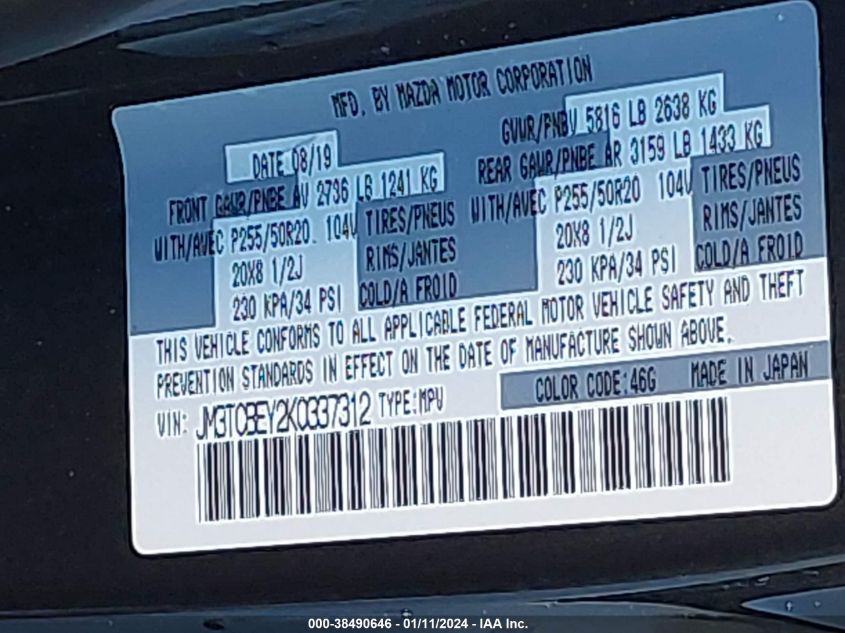 MFD. BY MAZDA MOTOR CORPORATION
DATE 08/19
GVWR/PNBV 5816 LB 2638 KG
FRONT GAWR/PNBE AV 2736 LB 1241 KG
REAR GAWR/PNBE AR 3159 LB 1433 KG
WITH/AVEC P255/50R20 104V TIRES/PNEUS
WITH/AVEC P255/50R20 104V TIRES/PNEUS
20X8 1/2J RIMS/JANTES
20X8 1/2J RIMS/JANTES
230 KPA/34 PSI COLD/A FROID
230 KPA/34 PSI COLD/A FROID
THIS VEHICLE CONFORMS TO ALL APPLICABLE FEDERAL MOTOR VEHICLE SAFETY AND THEFT
PREVENTION STANDARDS IN EFFECT ON THE DATE OF MANUFACTURE SHOWN ABOVE.
COLOR CODE:46G MADE IN JAPAN
VIN: JM3TCBEY2K0337312 TYPE:MPV
000-38490646 - 01/11/2024 - IAA Inc.